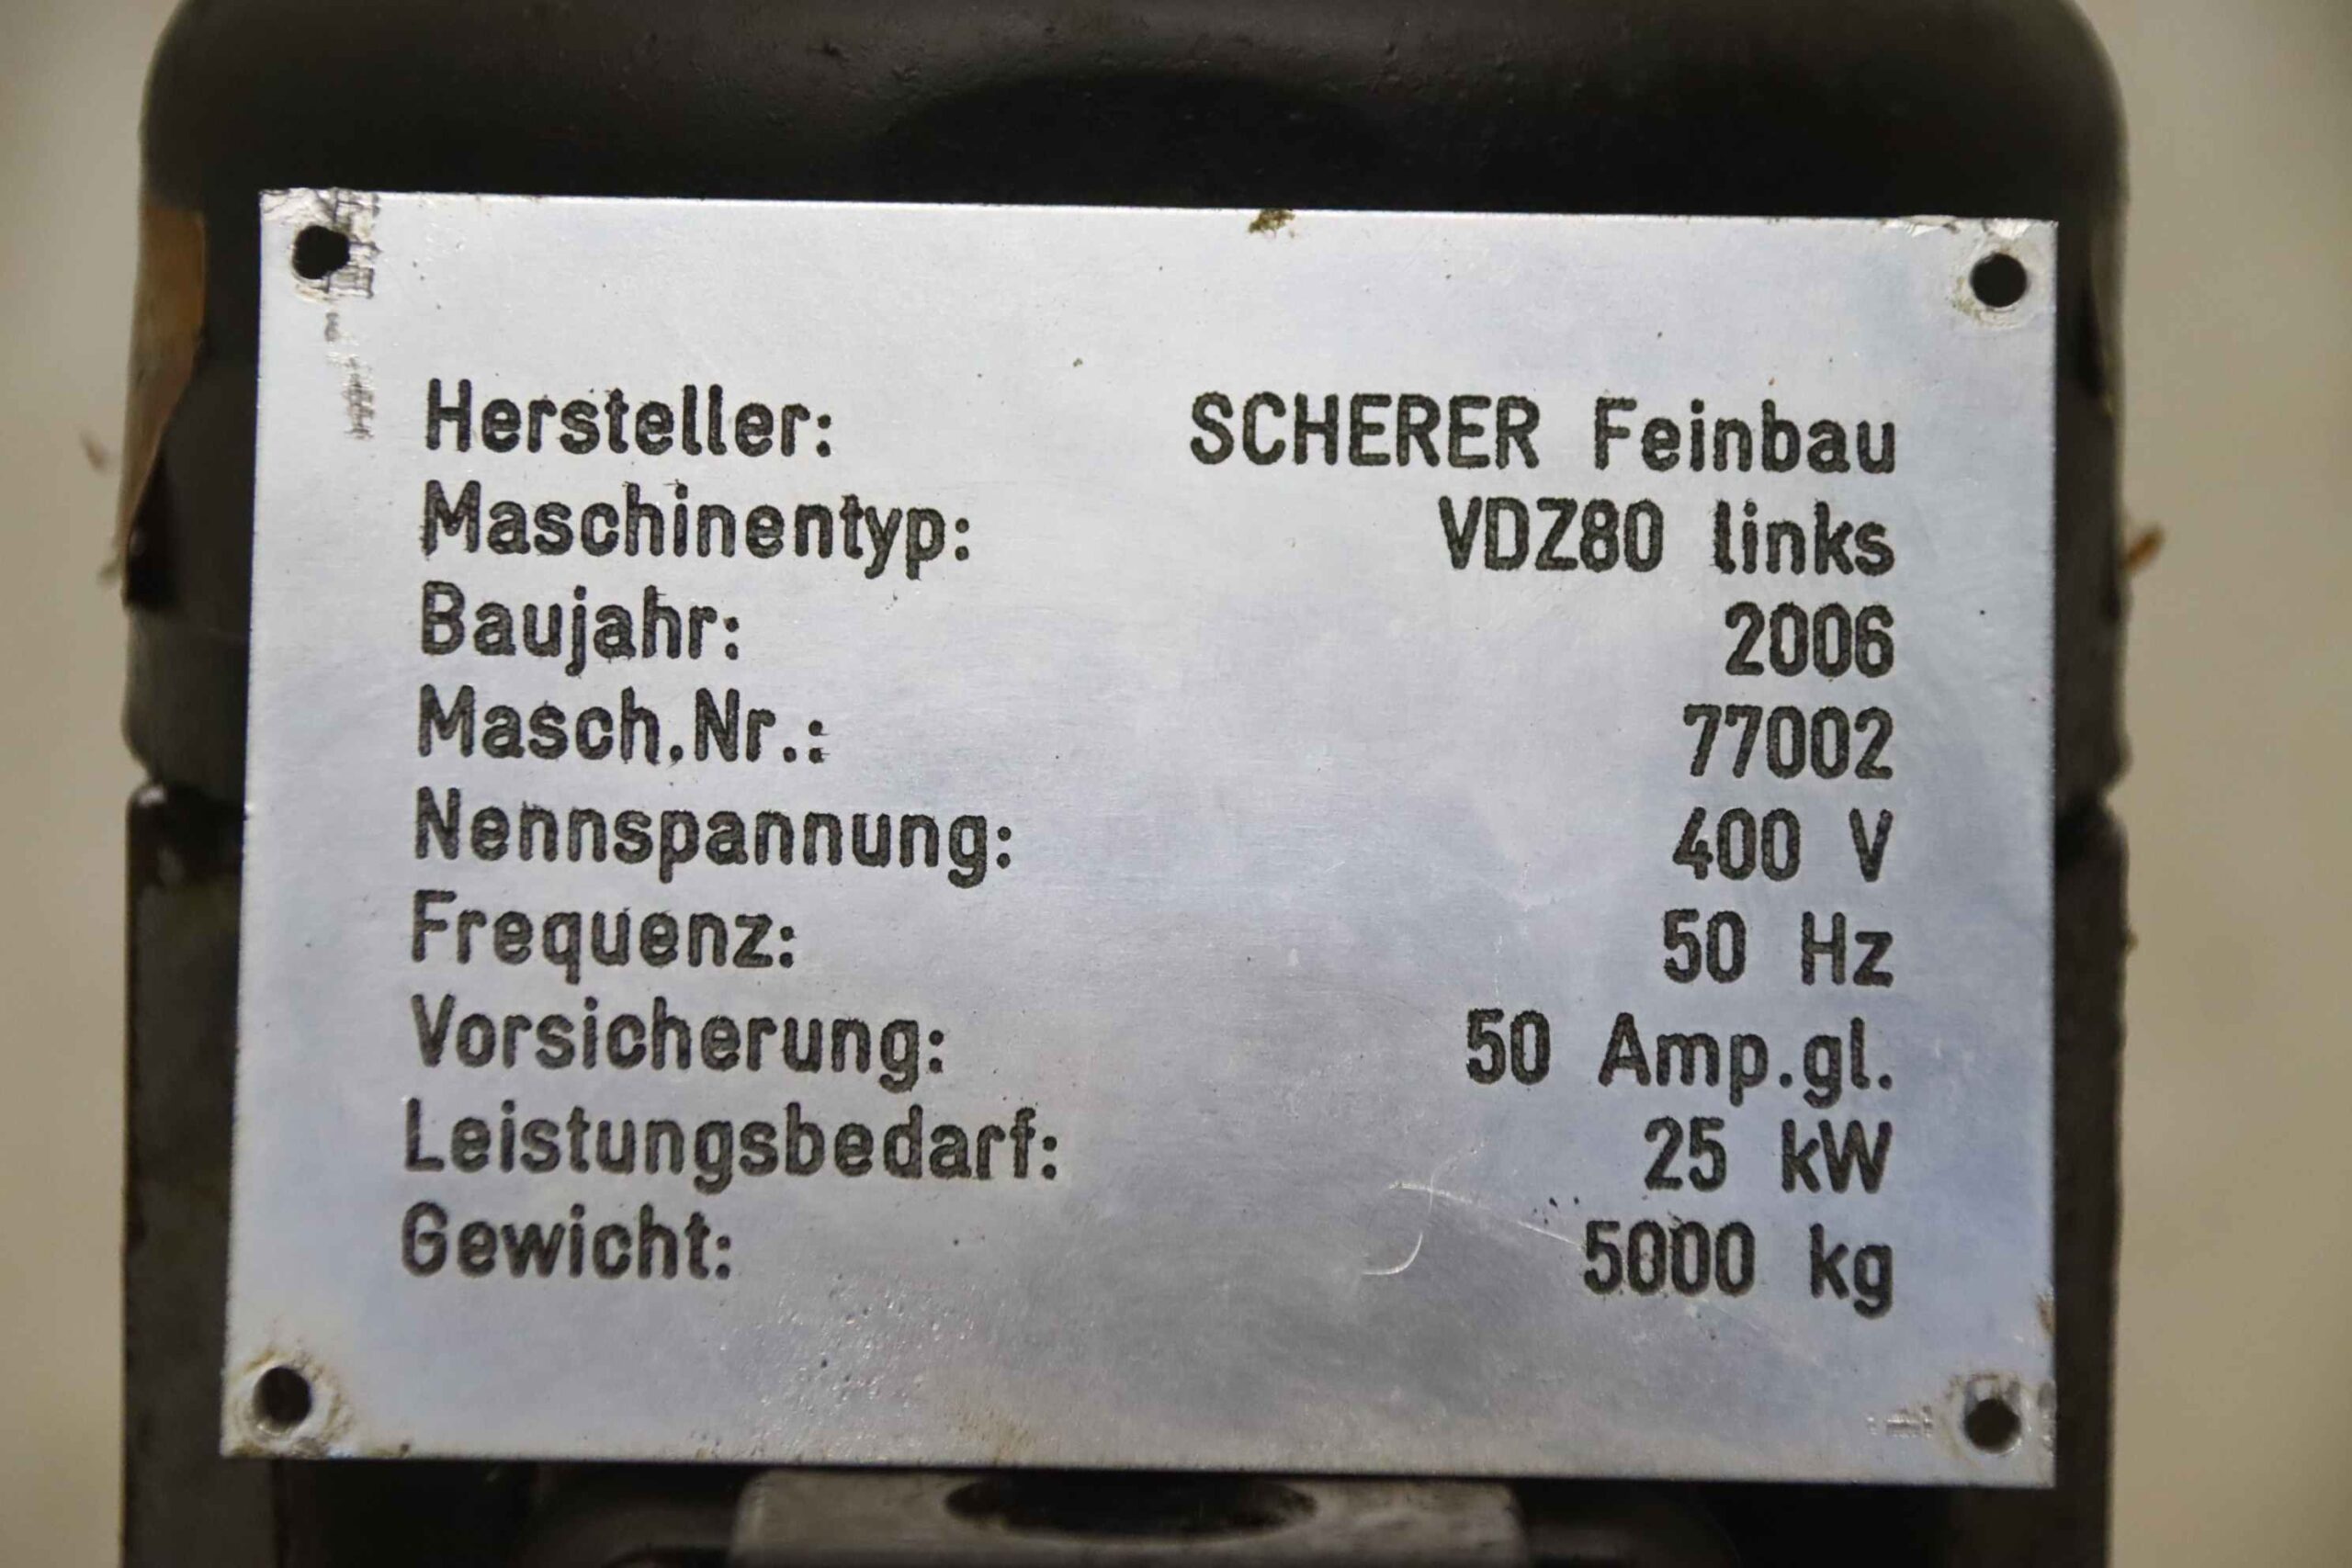 Hersteller: SCHERER Feinbau
Maschinentyp: VDZ80 links
Baujahr: 2006
Masch.Nr.: 77002
Nennspannung: 400 V
Frequenz: 50 Hz
Vorsicherung: 50 Amp.gl.
Leistungsbedarf: 25 kW
Gewicht: 5000 kg